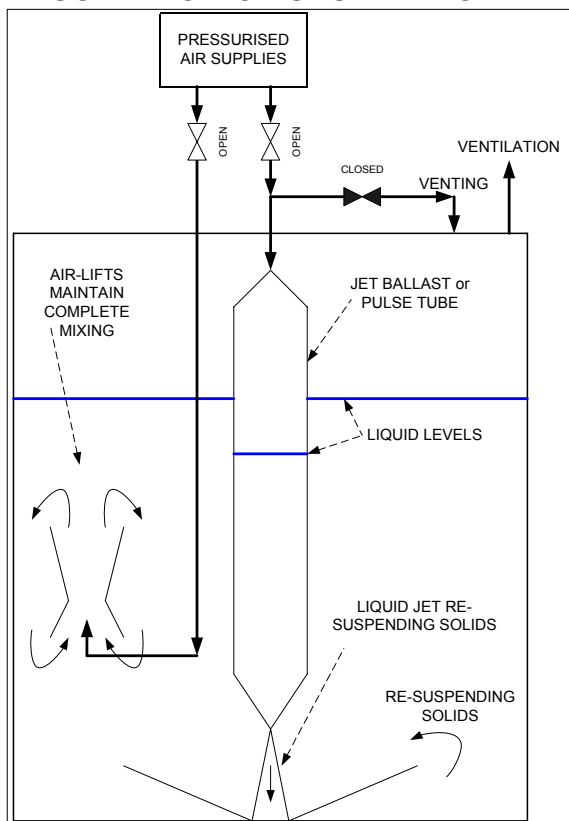 PRESSURISED
AIR SUPPLIES
OPEN
OPEN
CLOSED
VENTING
VENTILATION
AIR-LIFTS
MAINTAIN
COMPLETE
MIXING
JET BALLAST or
PULSE TUBE
LIQUID LEVELS
LIQUID JET RE-
SUSPENDING SOLIDS
RE-SUSPENDING
SOLIDS